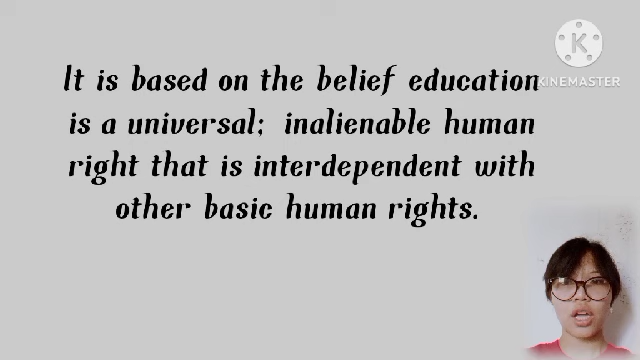 It is based on the belief education
is a universal; inalienable human
right that is interdependent with
other basic human rights.
K
KINEMASTER